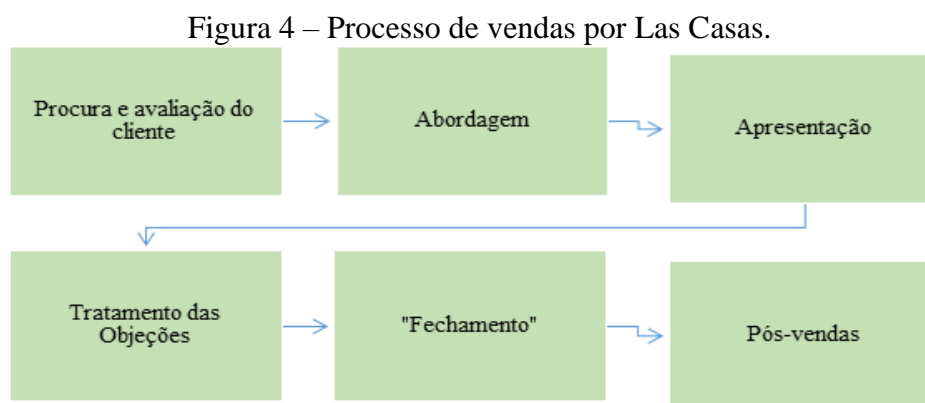 Figura 4 – Processo de vendas por Las Casas.
Procura e avaliação do
cliente
Abordagem
Apresentação
Tratamento das
Objeções
"Fechamento"
Pós-vendas